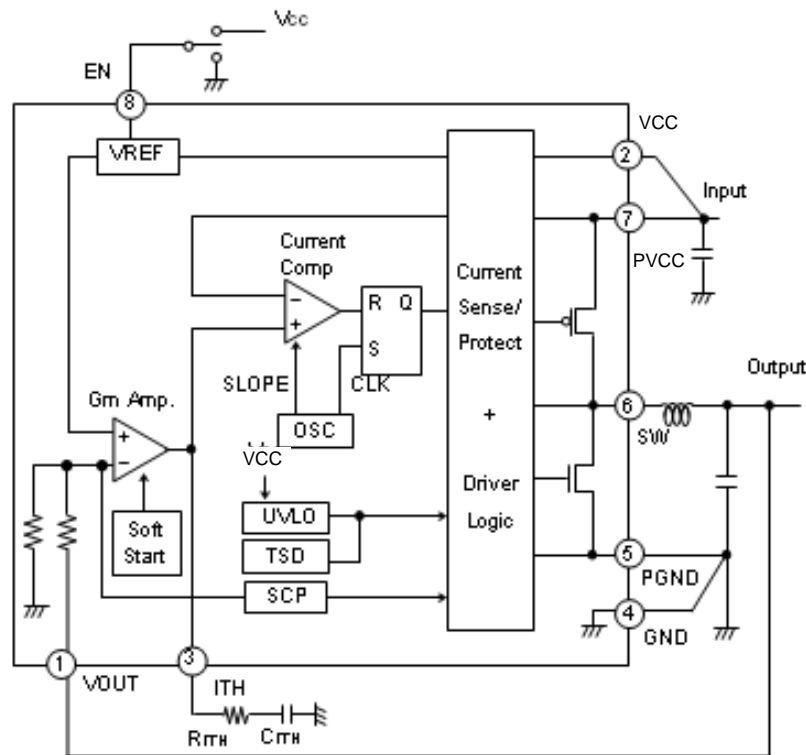 Vcc
EN
8
VCC
VREF
2
Input
7
Current
Comp
PVCC
Current
Sense/
Protect
+
Driver
Logic
−
+
R Q
S
SLOPE
CLK
Output
Gm Amp.
6
OSC
SW
+
−
VCC
UVLO
Soft
Start
TSD
5
PGND
SCP
4
GND
1
3
VOUT
ITH
RITH
CITH